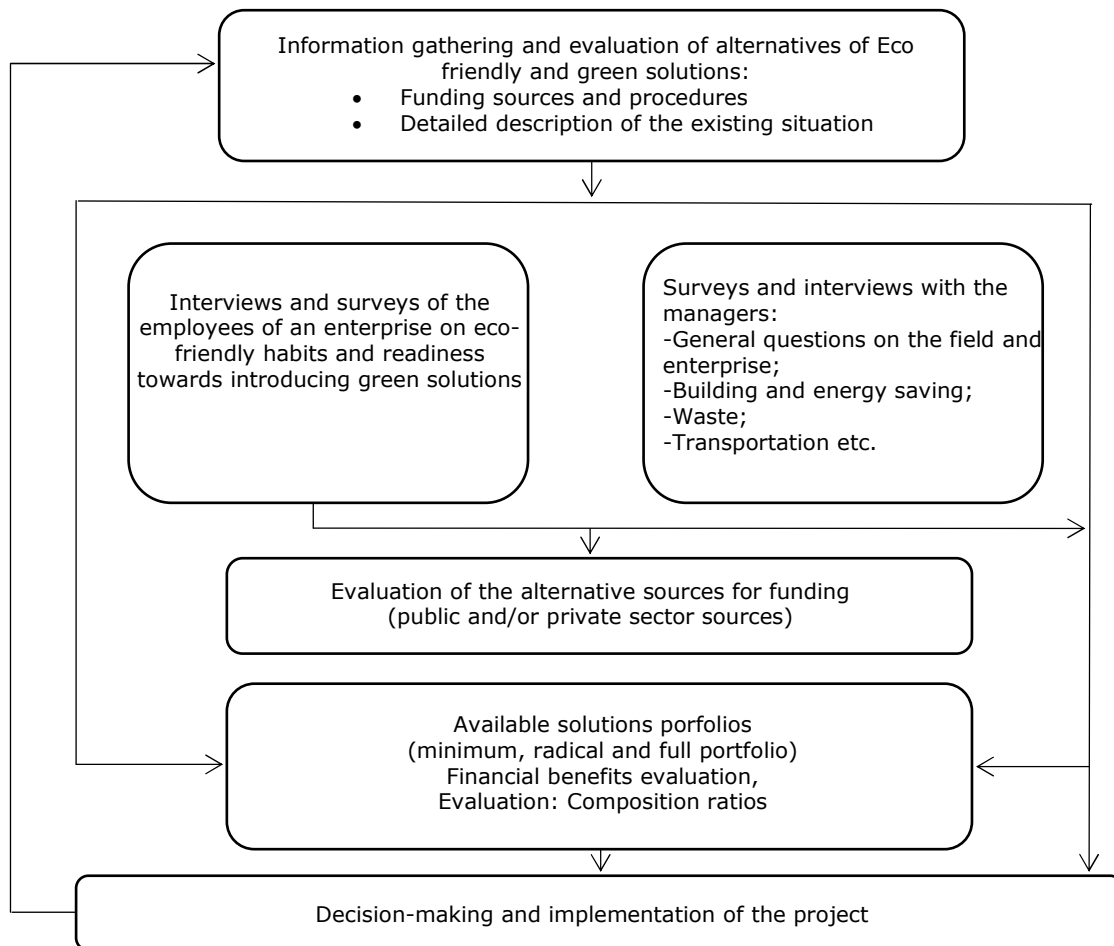 Information gathering and evaluation of alternatives of Eco
friendly and green solutions:
• Funding sources and procedures
• Detailed description of the existing situation
Interviews and surveys of the
employees of an enterprise on eco-
friendly habits and readiness
towards introducing green solutions
Surveys and interviews with the
managers:
-General questions on the field and
enterprise;
-Building and energy saving;
-Waste;
-Transportation etc.
Evaluation of the alternative sources for funding
(public and/or private sector sources)
Available solutions porfolios
(minimum, radical and full portfolio)
Financial benefits evaluation,
Evaluation: Composition ratios
Decision-making and implementation of the project